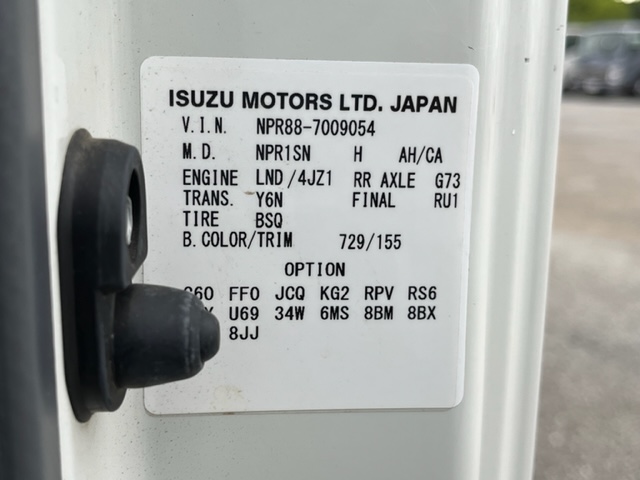 ISUZU MOTORS LTD. JAPAN
V.I.N. NPR88-7009054
M.D. NPR1SN H AH/CA
ENGINE LND/4JZ1 RR AXLE G73
TRANS. Y6N FINAL RU1
TIRE BSQ
B.COLOR/TRIM 729/155
OPTION
FF0 JCQ KG2 RPV RS6
U69 34W 6MS 8BM 8BX
8JJ